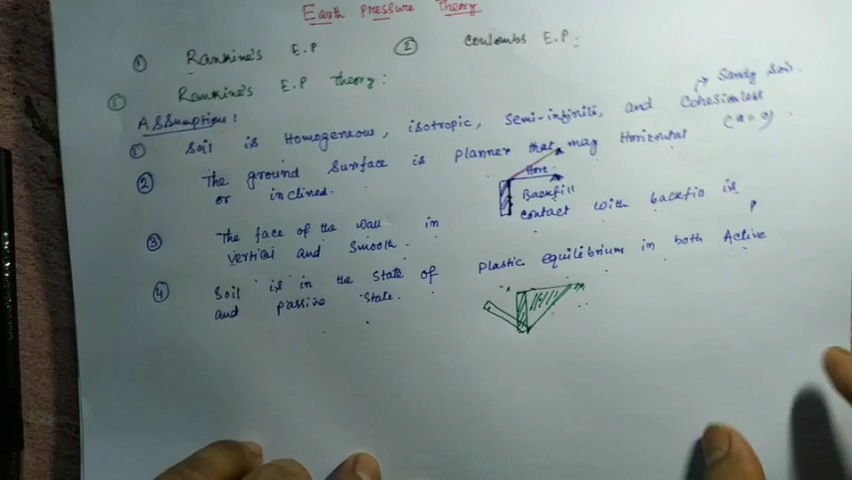 Earth Pressure Theory
① Rankine's E.P ② Coulombs E.P:
① Rankine's E.P Theory:
→ Sandy Soil.
Assumptions:
① Soil is Homogeneous, isotropic, Semi-infinite, and Cohesionless
② The ground Surface is planner that may Horizontal
or inclined.
Hori.
Backfill
③ The face of the wall in contact with backfill is
vertical and Smooth.
④ Soil is in the State of plastic equilibrium in both Active
and passive State.